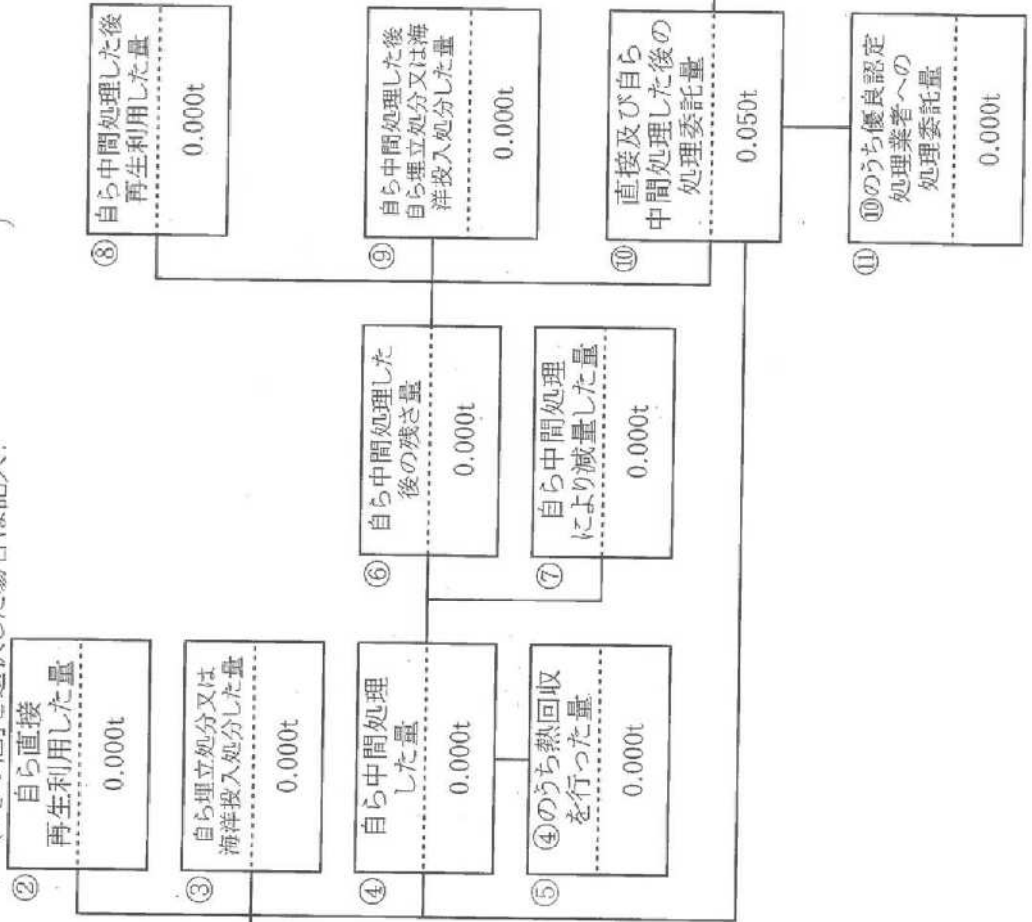 ②
自ら直接
再生利用した量
0.000t
③
自ら埋立処分又は
海洋投入処分した量
0.000t
④
自ら中間処理
した量
0.000t
⑤
④のうち熱回収
を行った量
0.000t
⑥
自ら中間処理した
後の残さ量
0.000t
⑦
自ら中間処理
により減量した量
0.000t
⑧
自ら中間処理した後
再生利用した量
0.000t
⑨
自ら中間処理した後
自ら埋立処分又は海
洋投入処分した量
0.000t
⑩
直接及び自ら
中間処理した後の
処理委託量
0.050t
⑪
⑩のうち優良認定
処理業者への
処理委託量
0.000t